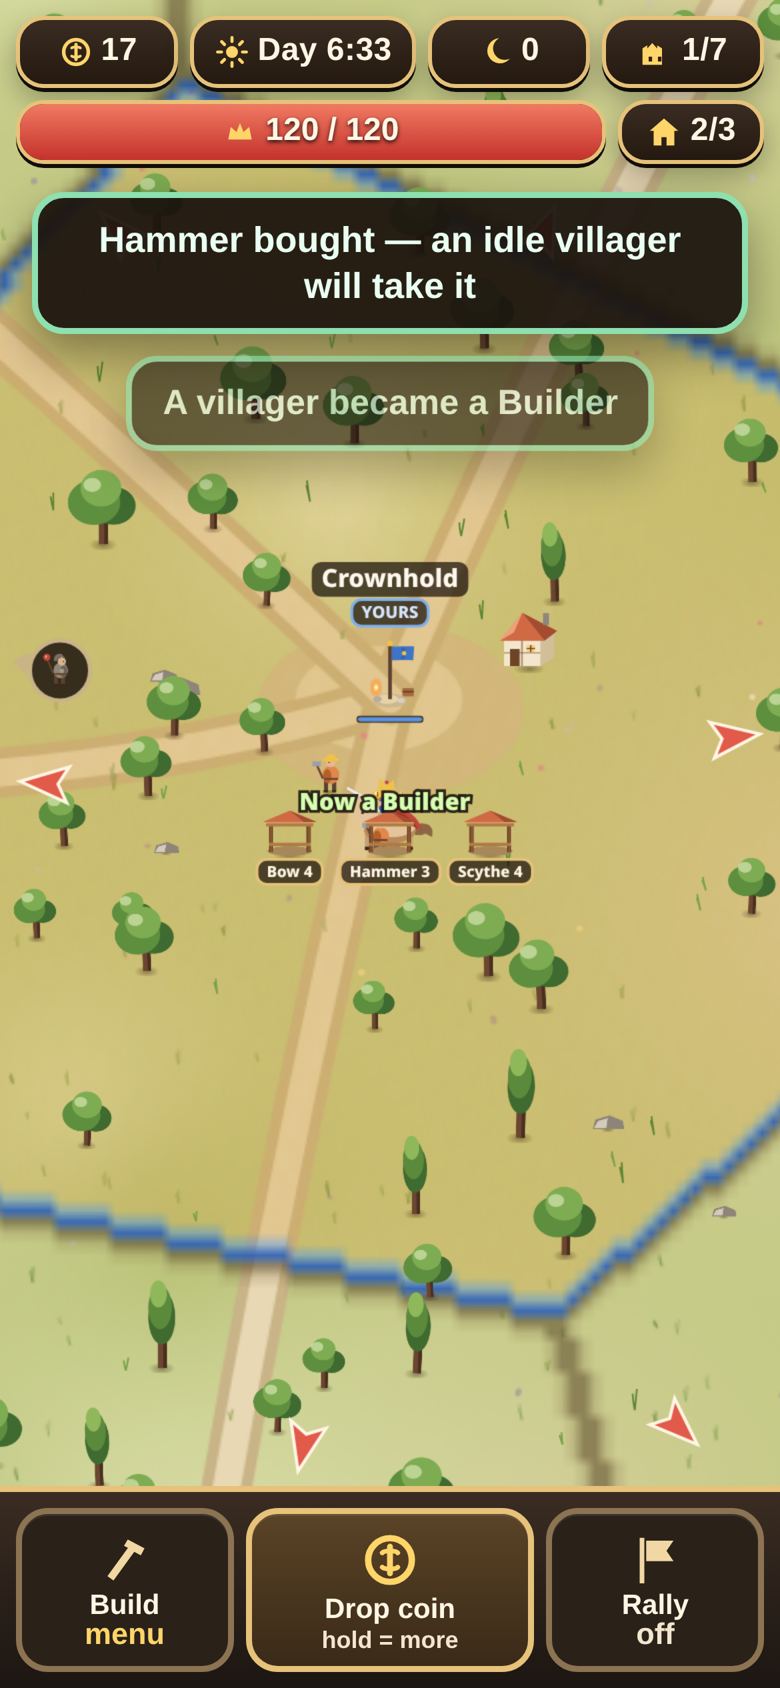 17
Day 6:33
0
1/7
120 / 120
2/3
Hammer bought — an idle villager
will take it
A villager became a Builder
Crownhold
YOURS
Now a Builder
Bow 4
Hammer 3
Scythe 4
Build
menu
Drop coin
hold = more
Rally
off